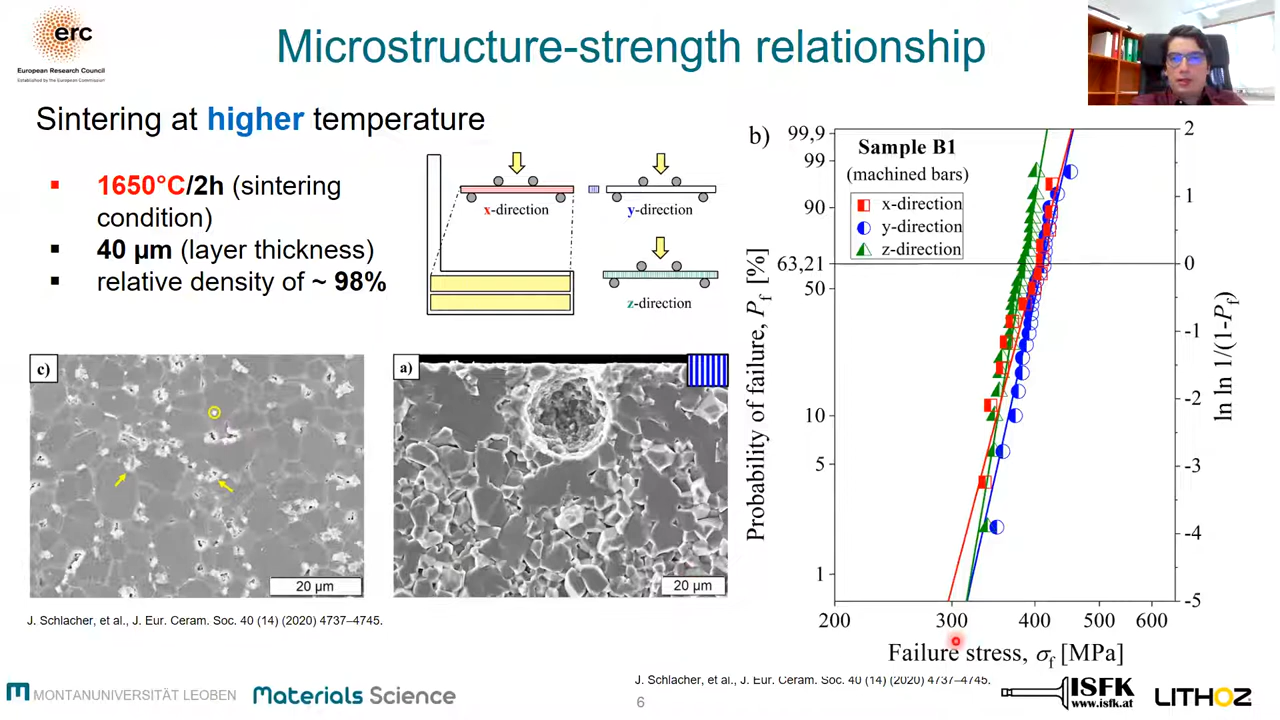 erc
European Research Council
Established by the European Commission
Microstructure-strength relationship
Sintering at higher temperature
1650°C/2h (sintering
condition)
40 µm (layer thickness)
relative density of ~ 98%
x-direction
y-direction
z-direction
c)
20 µm
a)
20 µm
J. Schlacher, et al., J. Eur. Ceram. Soc. 40 (14) (2020) 4737–4745.
b)
Sample B1
(machined bars)
x-direction
y-direction
z-direction
99,9
99
90
63,21
50
10
5
1
Probability of failure, Pf [%]
2
1
0
-1
-2
-3
-4
-5
ln ln 1/(1-Pf)
200
300
400
500
600
Failure stress, σf [MPa]
J. Schlacher, et al., J. Eur. Ceram. Soc. 40 (14) (2020) 4737–4745.
MONTANUNIVERSITÄT LEOBEN
Materials Science
6
ISFK
www.isfk.at
LITHOZ